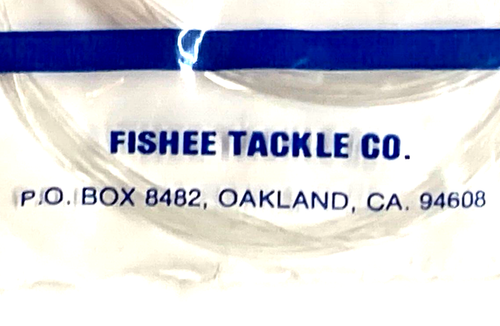 FISHEE TACKLE CO.
P.O. BOX 8482, OAKLAND, CA. 94608